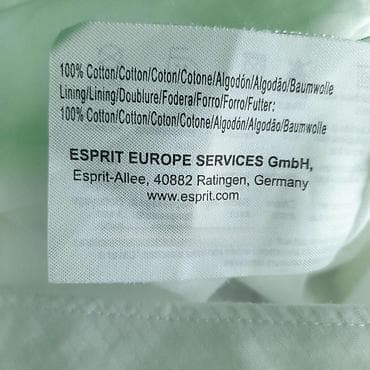 100% Cotton/Cotton/Coton/Cotone/Algodón/Algodão/Baumwolle
Lining/Lining/Doublure/Fodera/Forro/Forro/Futter:
100% Cotton/Cotton/Coton/Cotone/Algodón/Algodão/Baumwolle
ESPRIT EUROPE SERVICES GmbH,
Esprit-Allee, 40882 Ratingen, Germany
www.esprit.com